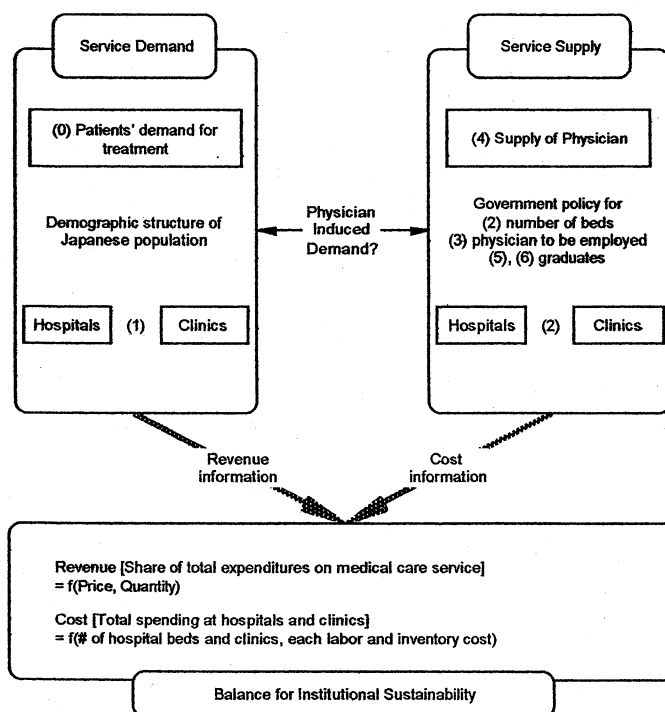 Service Demand
(0) Patients' demand for
treatment
Demographic structure of
Japanese population
Hospitals (1) Clinics
Physician
Induced
Demand?
Service Supply
(4) Supply of Physician
Government policy for
(2) number of beds
(3) physician to be employed
(5), (6) graduates
Hospitals (2) Clinics
Revenue
information
Cost
information
Revenue [Share of total expenditures on medical care service]
= f(Price, Quantity)
Cost [Total spending at hospitals and clinics]
= f(# of hospital beds and clinics, each labor and inventory cost)
Balance for Institutional Sustainability